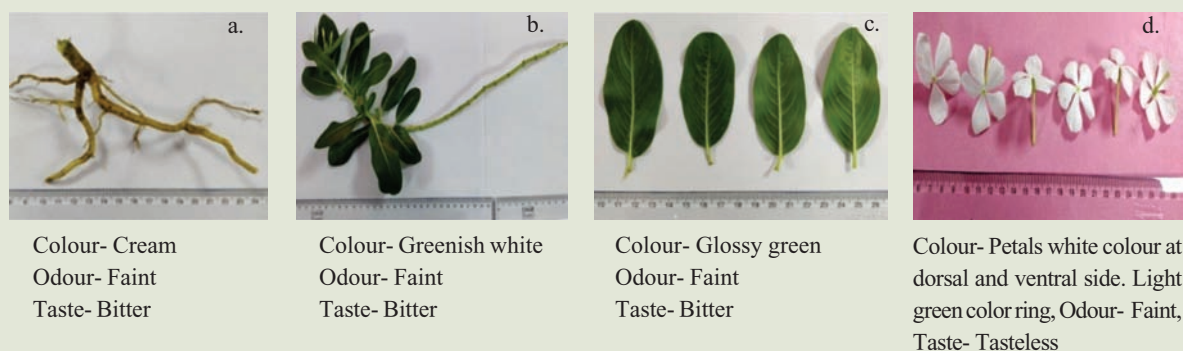 a.
b.
c.
d.
Colour- Cream
Odour- Faint
Taste- Bitter
Colour- Greenish white
Odour- Faint
Taste- Bitter
Colour- Glossy green
Odour- Faint
Taste- Bitter
Colour- Petals white colour at
dorsal and ventral side. Light
green color ring, Odour- Faint,
Taste- Tasteless